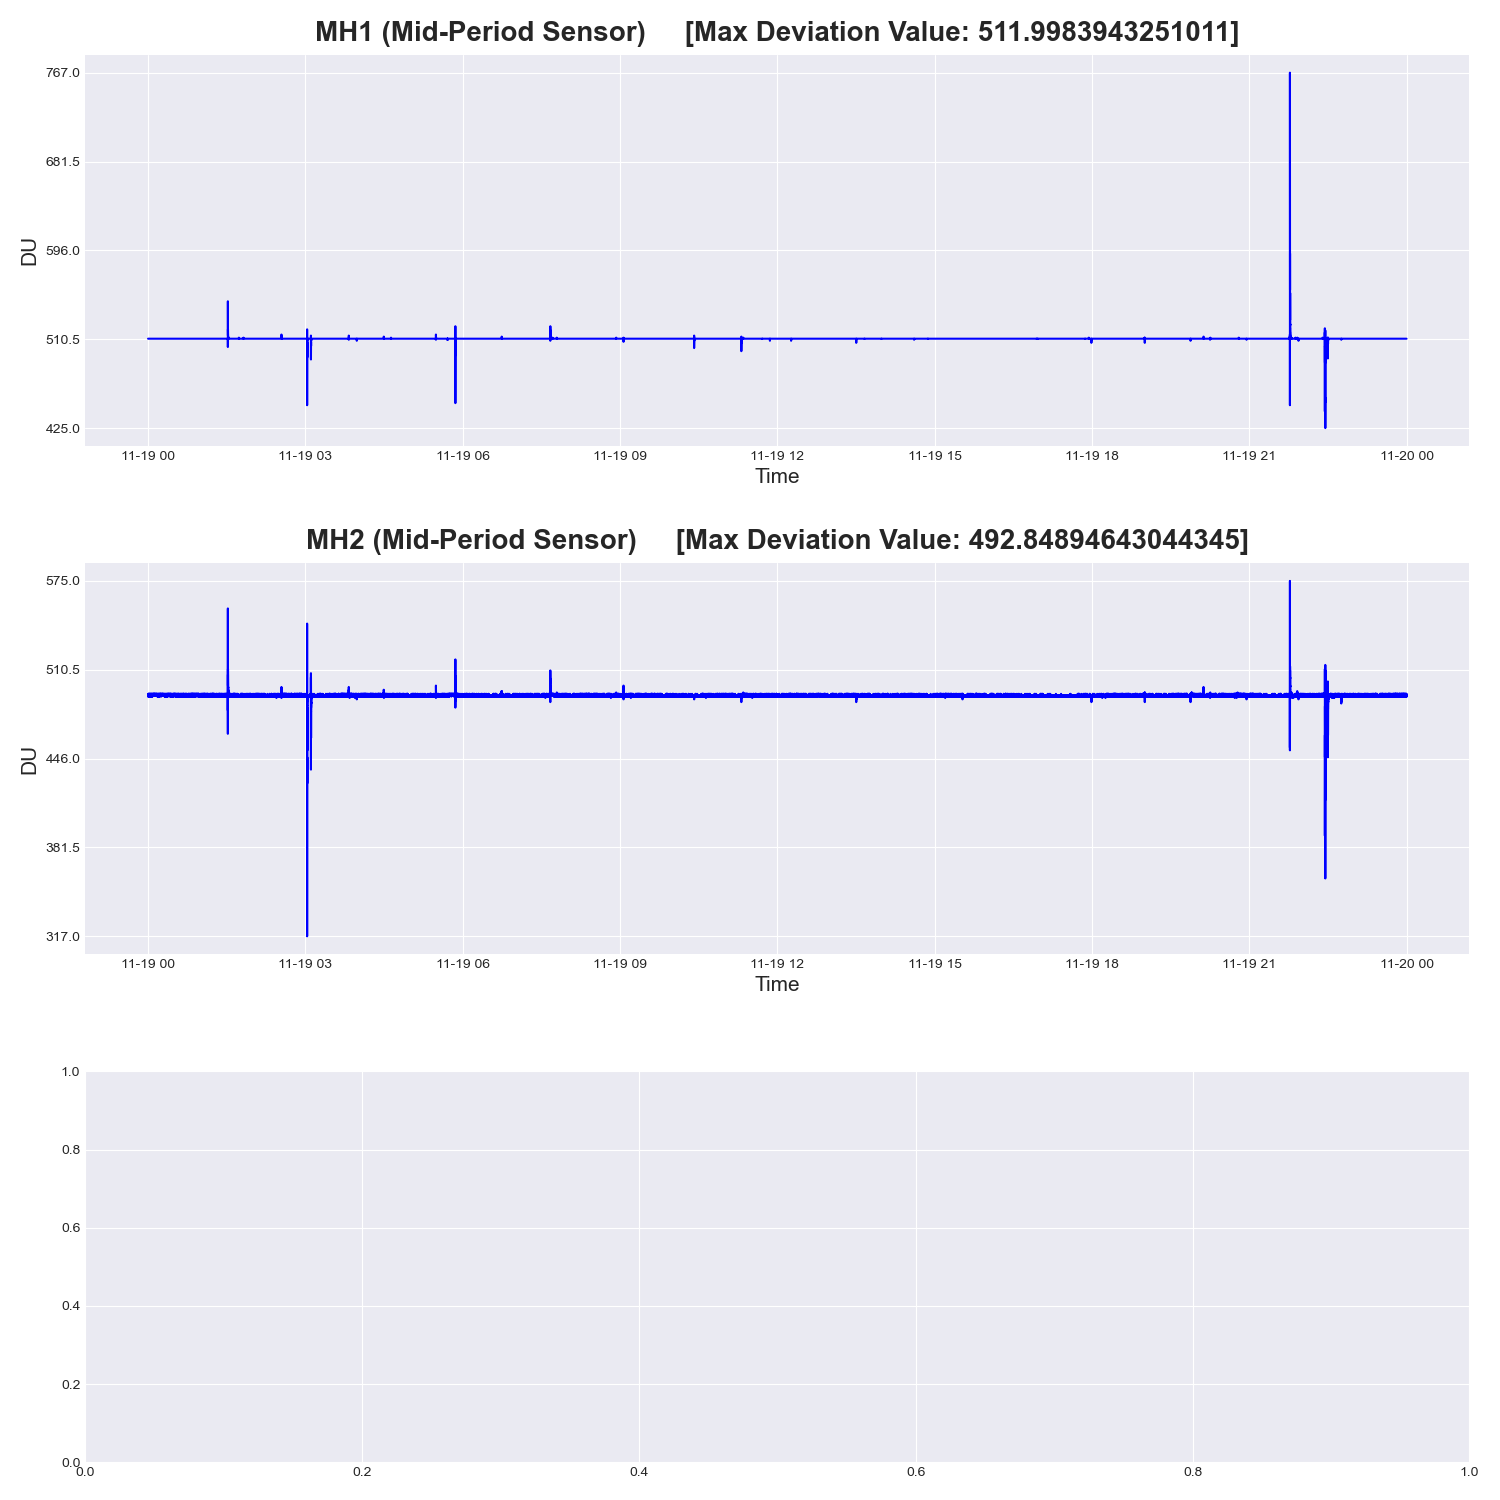 MH1 (Mid-Period Sensor) [Max Deviation Value: 511.9983943251011]
767.0
681.5
596.0
510.5
425.0
DU
11-19 00 11-19 03 11-19 06 11-19 09 11-19 12 11-19 15 11-19 18 11-19 21 11-20 00
Time
MH2 (Mid-Period Sensor) [Max Deviation Value: 492.84894643044345]
575.0
510.5
446.0
381.5
317.0
DU
11-19 00 11-19 03 11-19 06 11-19 09 11-19 12 11-19 15 11-19 18 11-19 21 11-20 00
Time
1.0
0.8
0.6
0.4
0.2
0.0
0.0 0.2 0.4 0.6 0.8 1.0